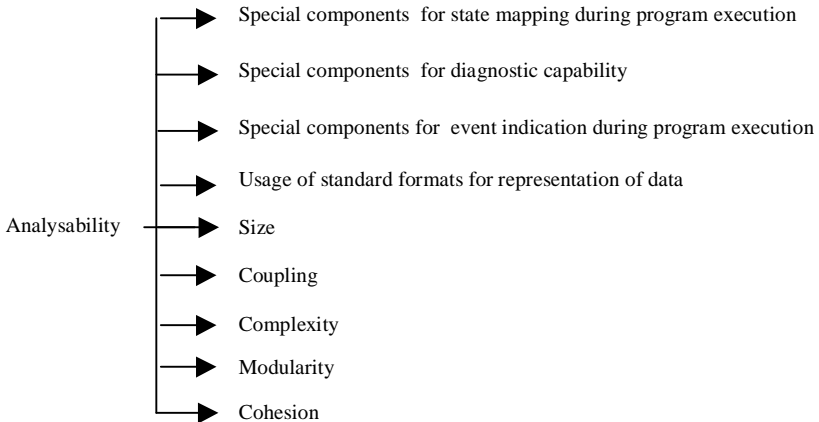 Special components for state mapping during program execution
Special components for diagnostic capability
Special components for event indication during program execution
Usage of standard formats for representation of data
Analysability
Size
Coupling
Complexity
Modularity
Cohesion